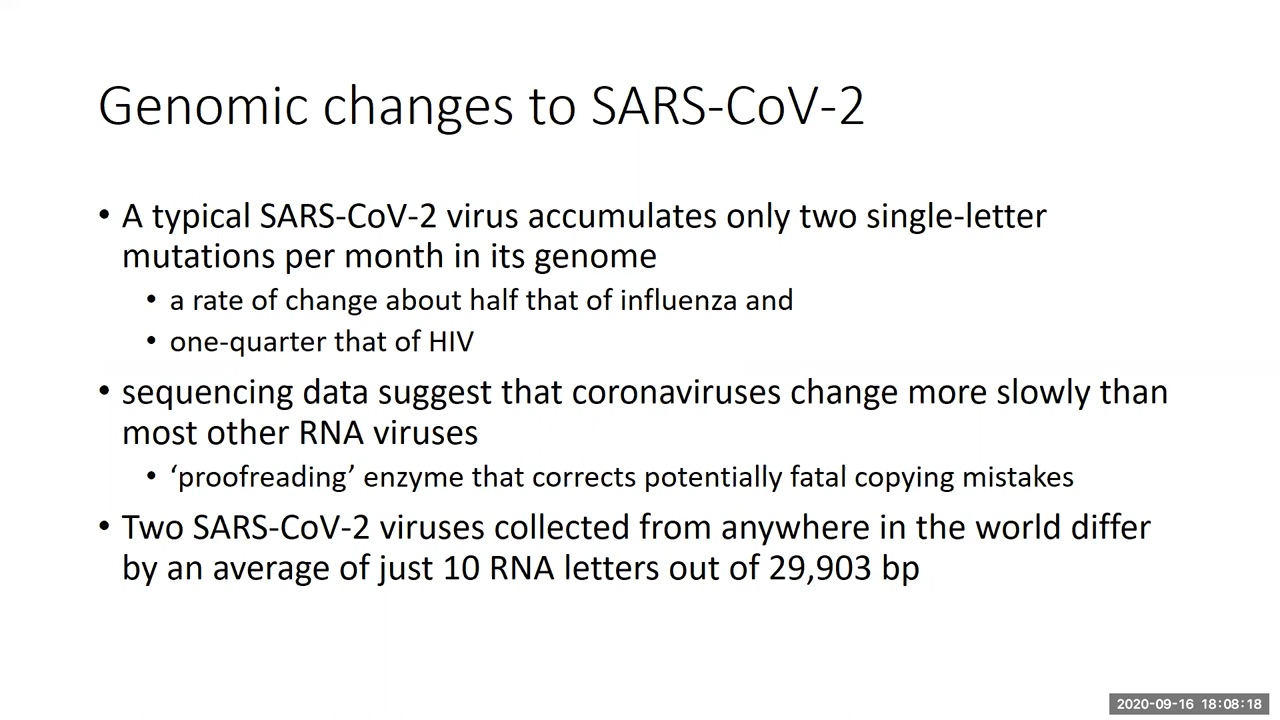 Genomic changes to SARS-CoV-2
• A typical SARS-CoV-2 virus accumulates only two single-letter
mutations per month in its genome
• a rate of change about half that of influenza and
• one-quarter that of HIV
• sequencing data suggest that coronaviruses change more slowly than
most other RNA viruses
• ‘proofreading’ enzyme that corrects potentially fatal copying mistakes
• Two SARS-CoV-2 viruses collected from anywhere in the world differ
by an average of just 10 RNA letters out of 29,903 bp
2020-09-16 18:08:18